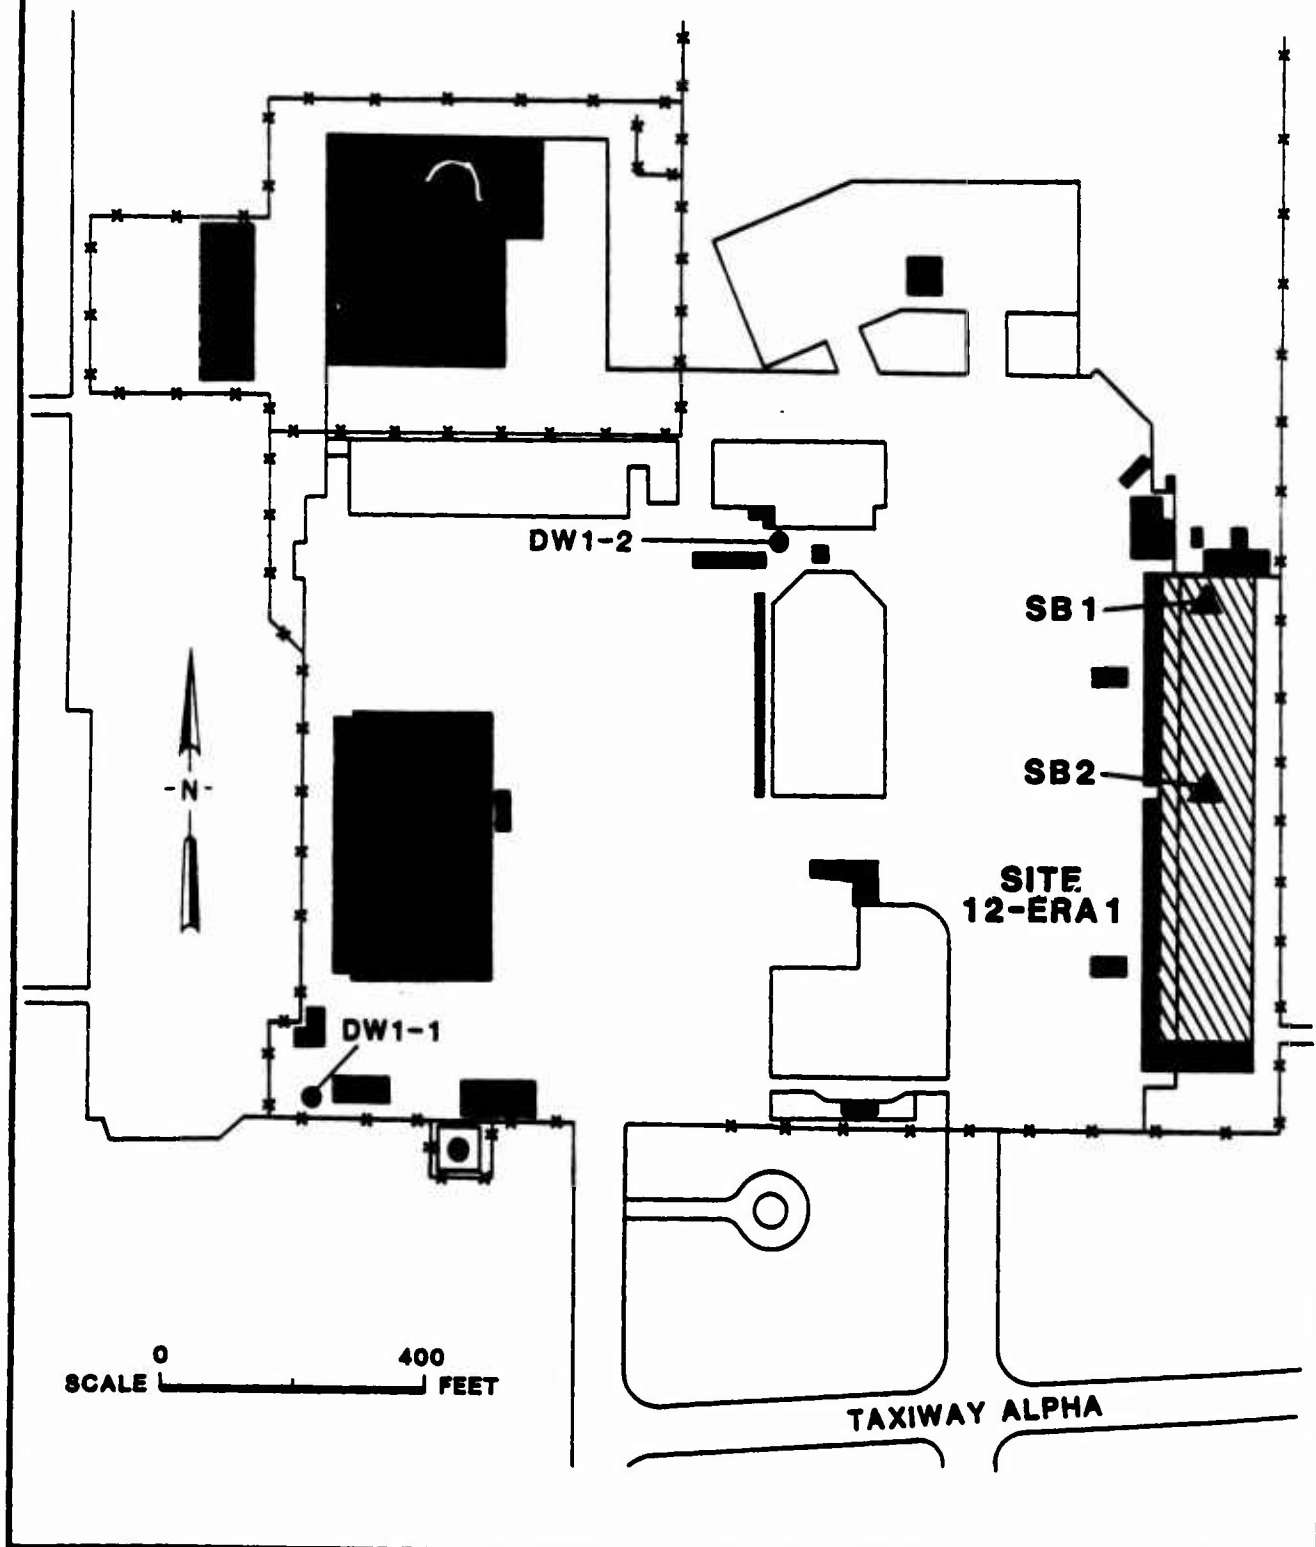 DW1-2
SB1
SB2
-N-
SITE
12-ERA1
DW1-1
0 400
SCALE FEET
TAXIWAY ALPHA